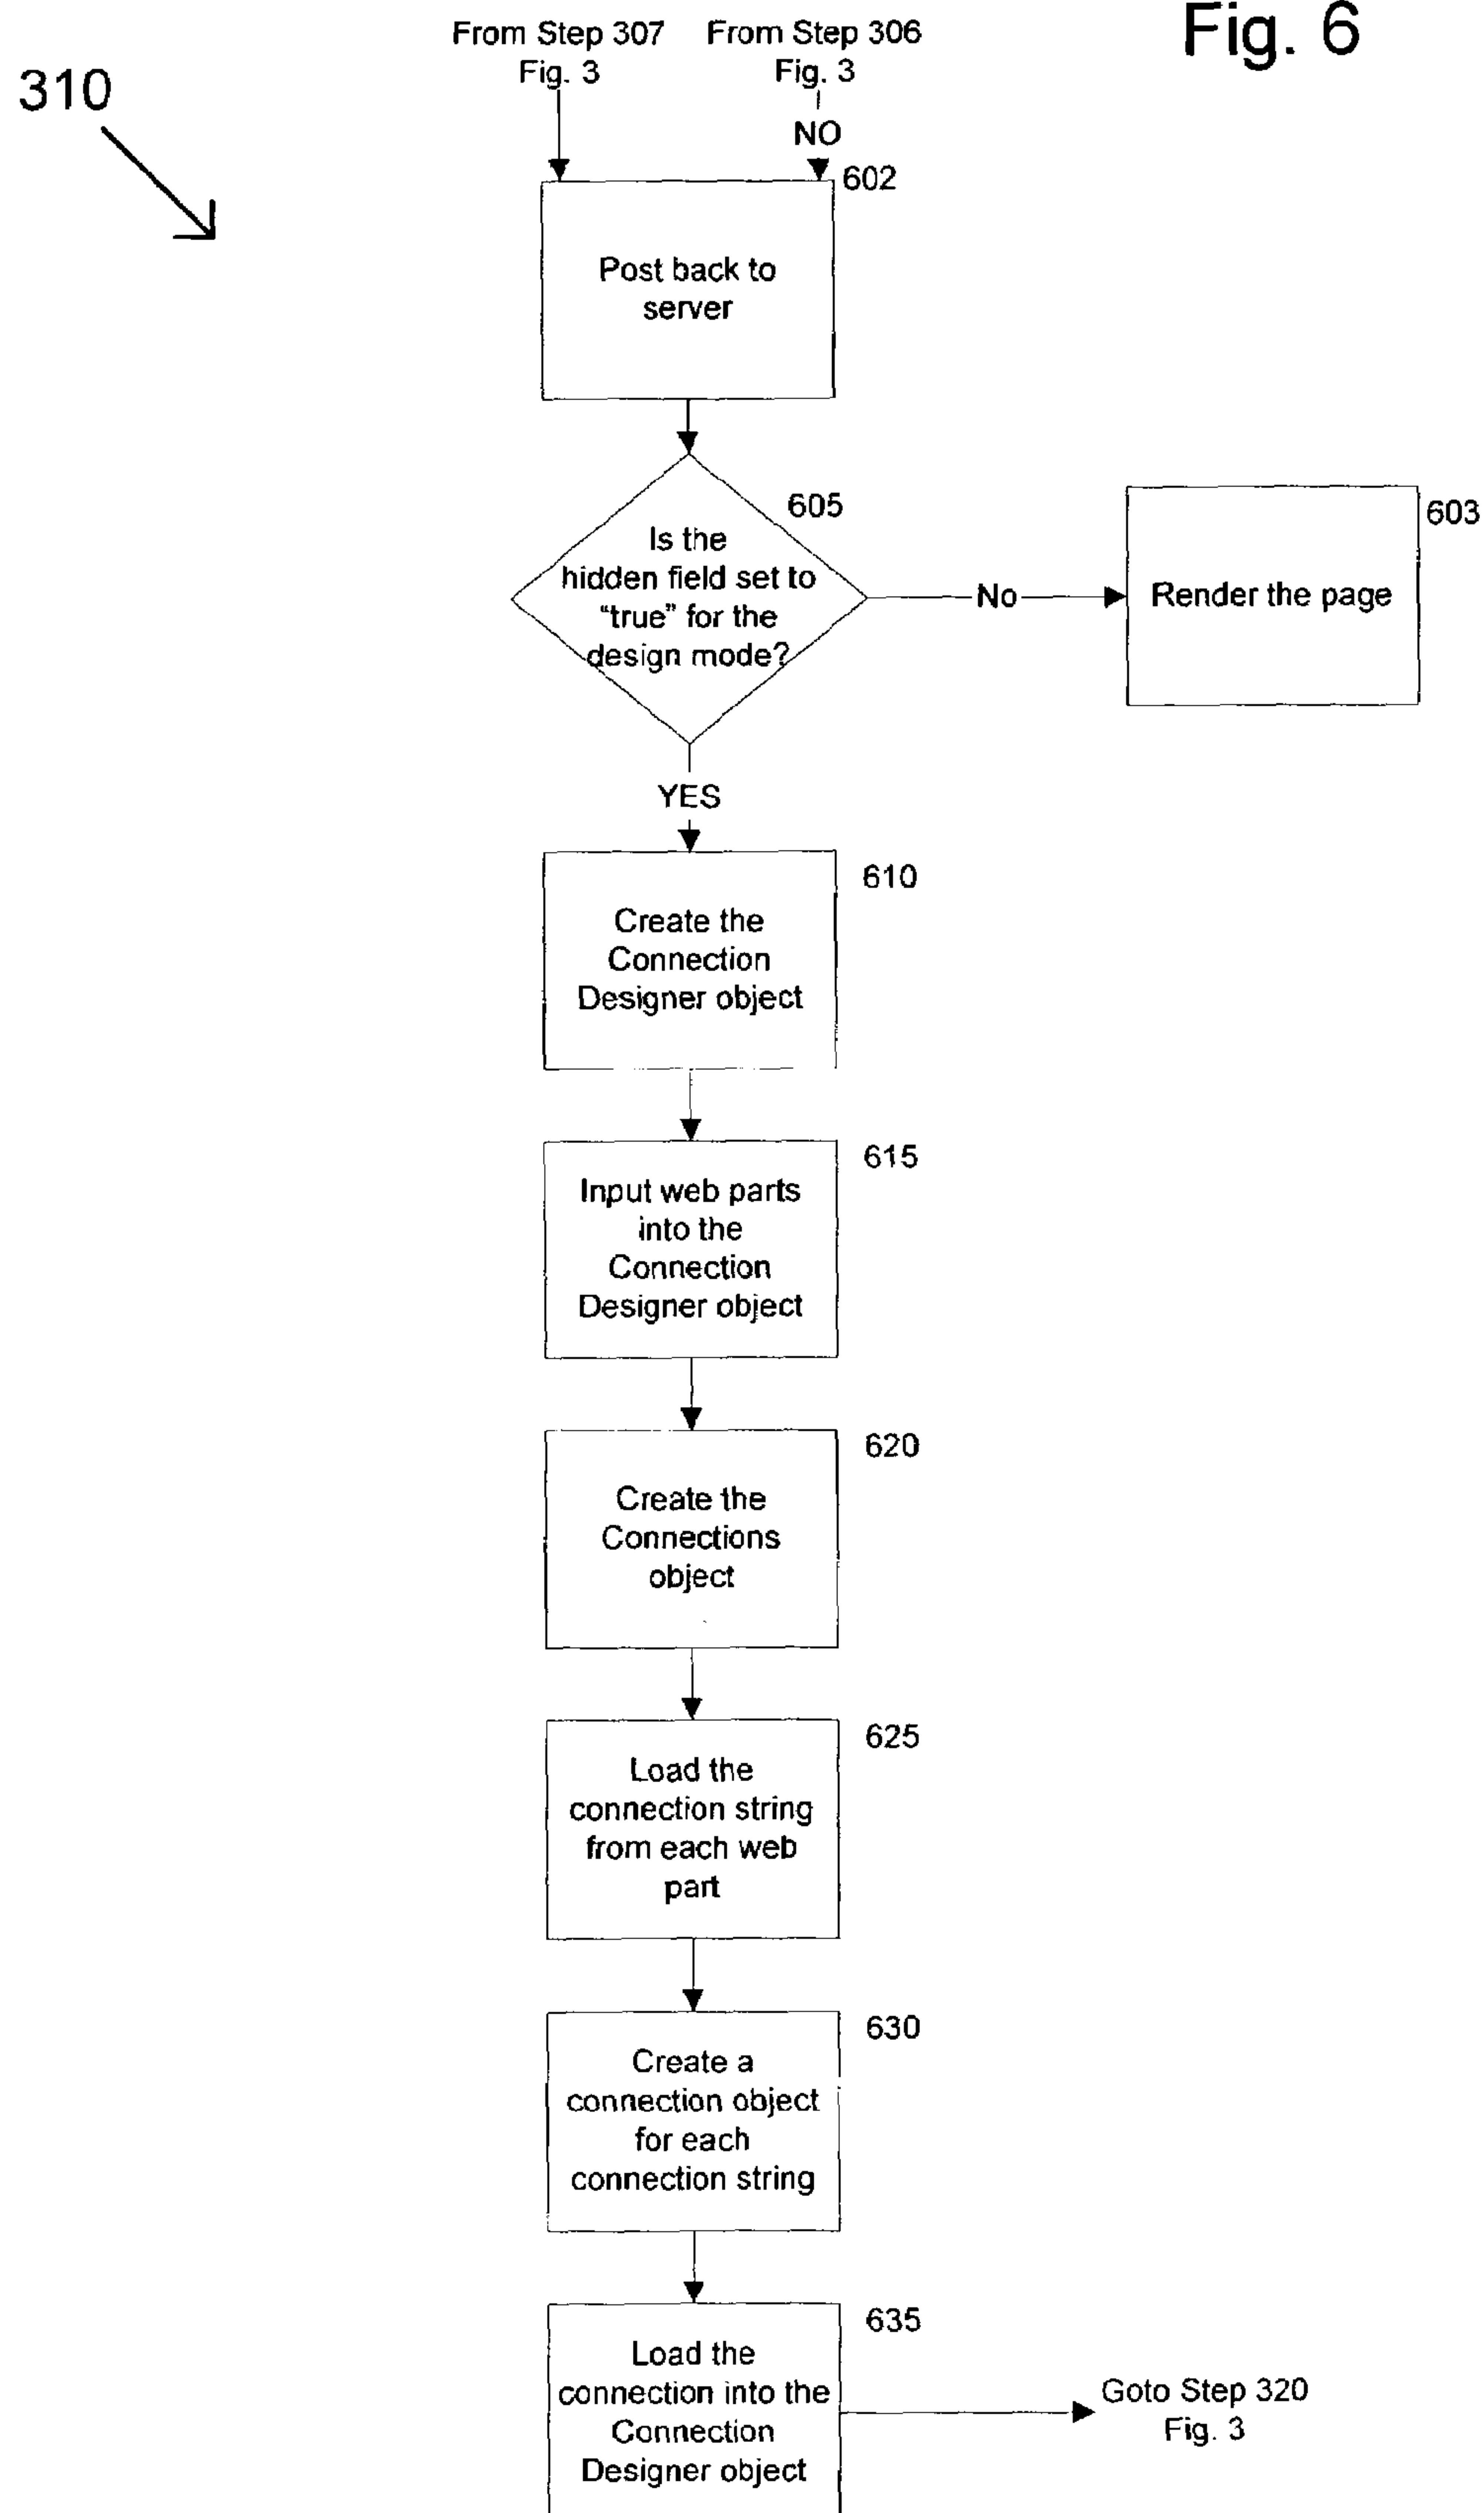 Fig. 6
310
From Step 307
Fig. 3
From Step 306
Fig. 3
NO
602
Post back to
server
605
Is the
hidden field set to
“true” for the
design mode?
No
603
Render the page
YES
610
Create the
Connection
Designer object
615
Input web parts
into the
Connection
Designer object
620
Create the
Connections
object
625
Load the
connection string
from each web
part
630
Create a
connection object
for each
connection string
635
Load the
connection into the
Connection
Designer object
Goto Step 320
Fig. 3